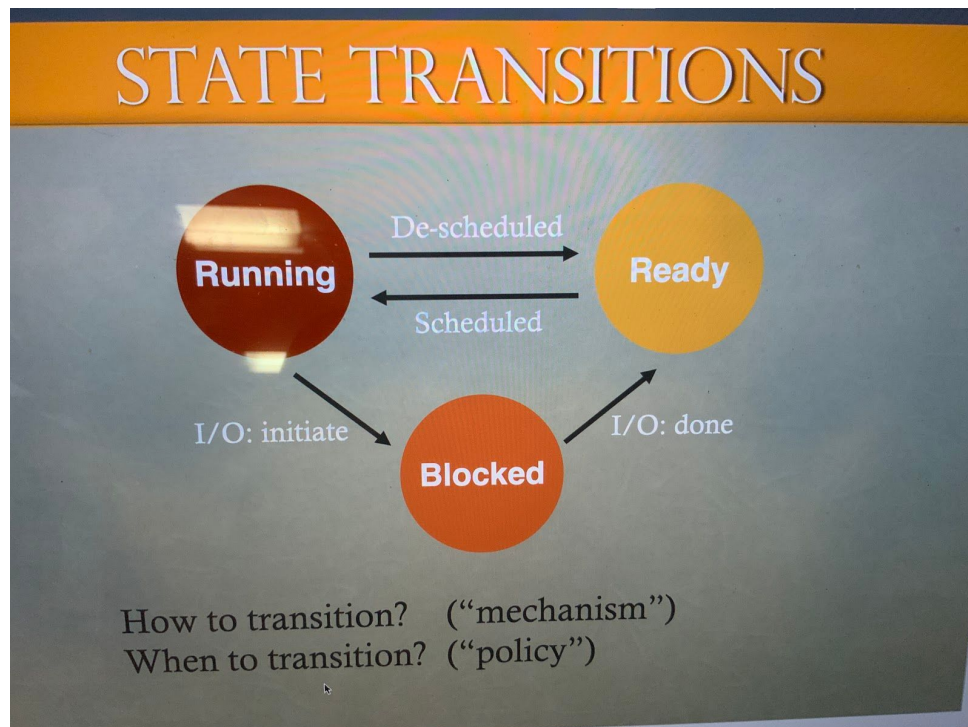 STATE TRANSITIONS
De-scheduled
Running
Ready
Scheduled
I/O: initiate
I/O: done
Blocked
How to transition? ("mechanism")
When to transition? ("policy")